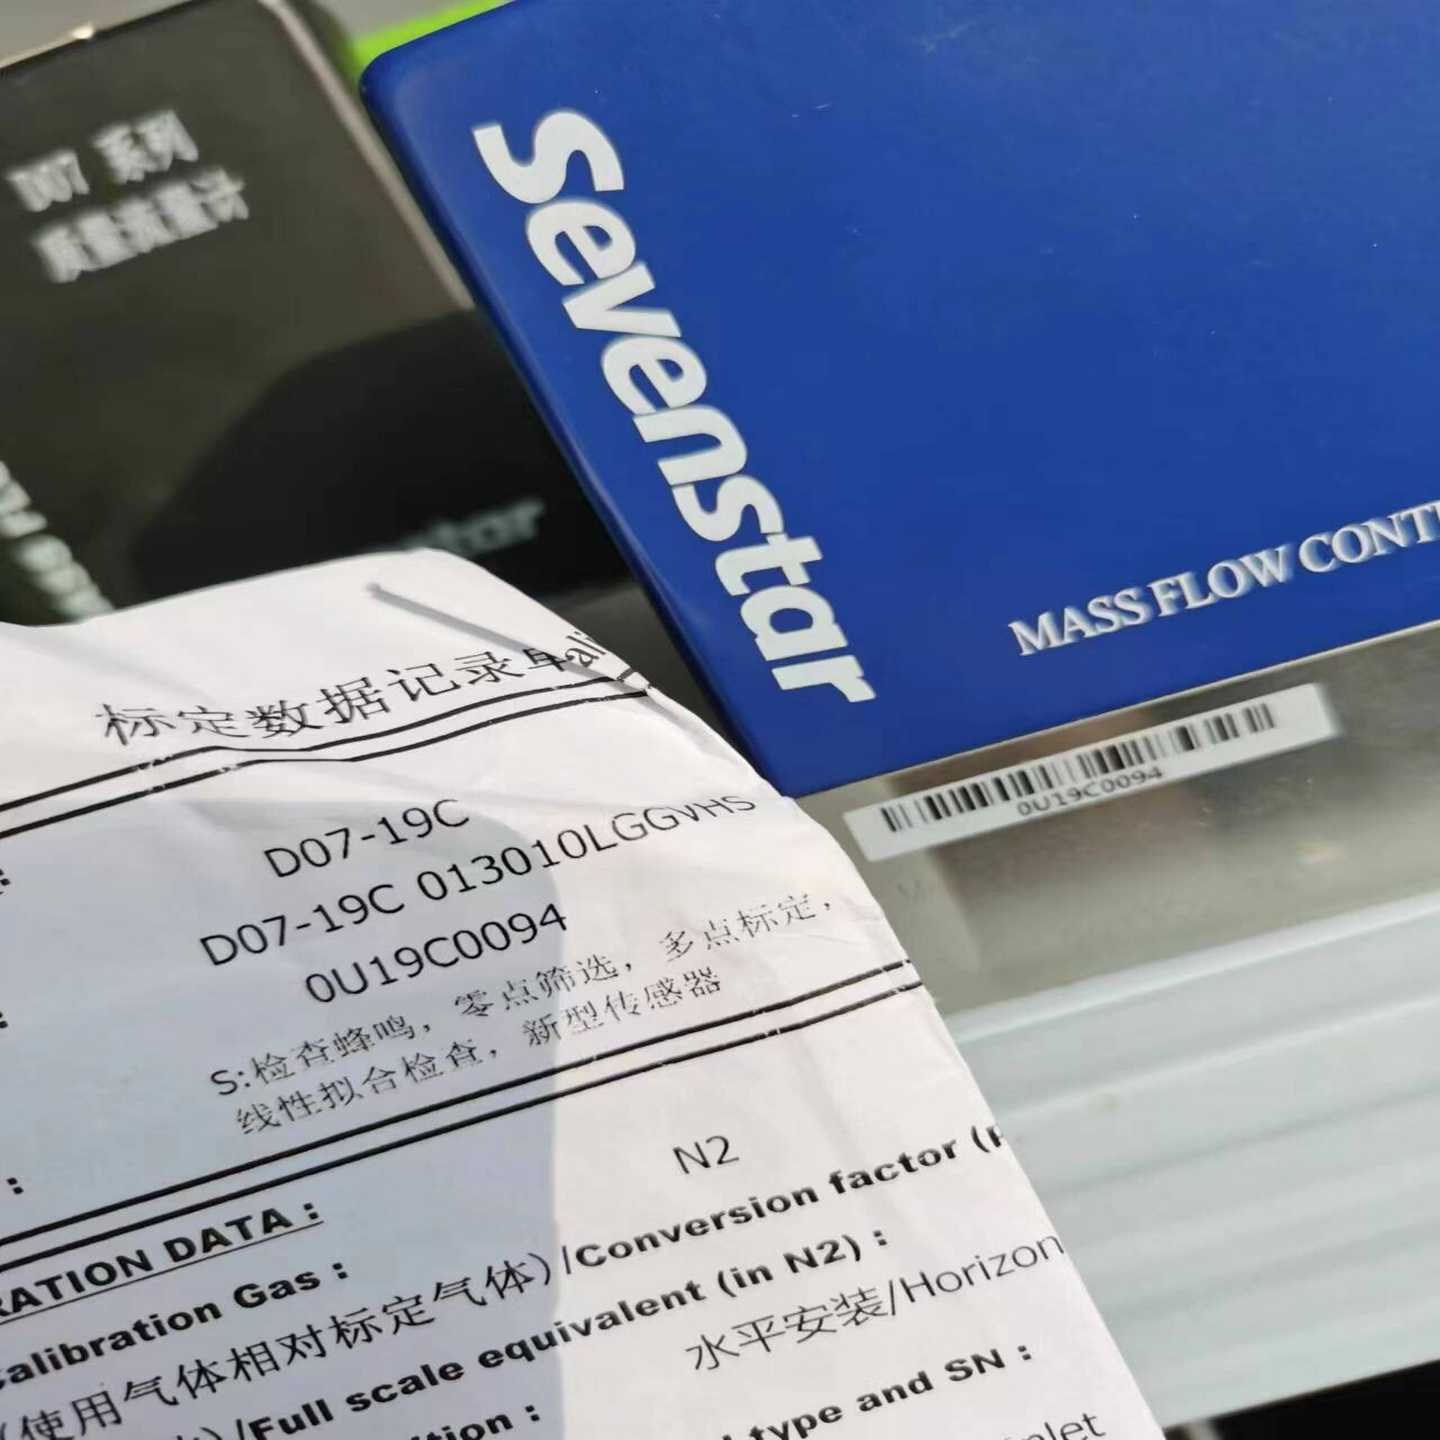 D07 系列
质量流量计
Sevenstar
MASS FLOW CONT
0U19C0094
标定数据记录单
D07-19C
D07-19C 013010LGGVHS
0U19C0094
S:检查蜂鸣，零点筛选，多点标定，
线性拟合检查，新型传感器
RATION DATA：
N2
Calibration Gas：
(使用气体相对标定气体)/Conversion factor (
)/Full scale equivalent (in N2)：
水平安装/Horizon
tion：
type and SN：
nlet